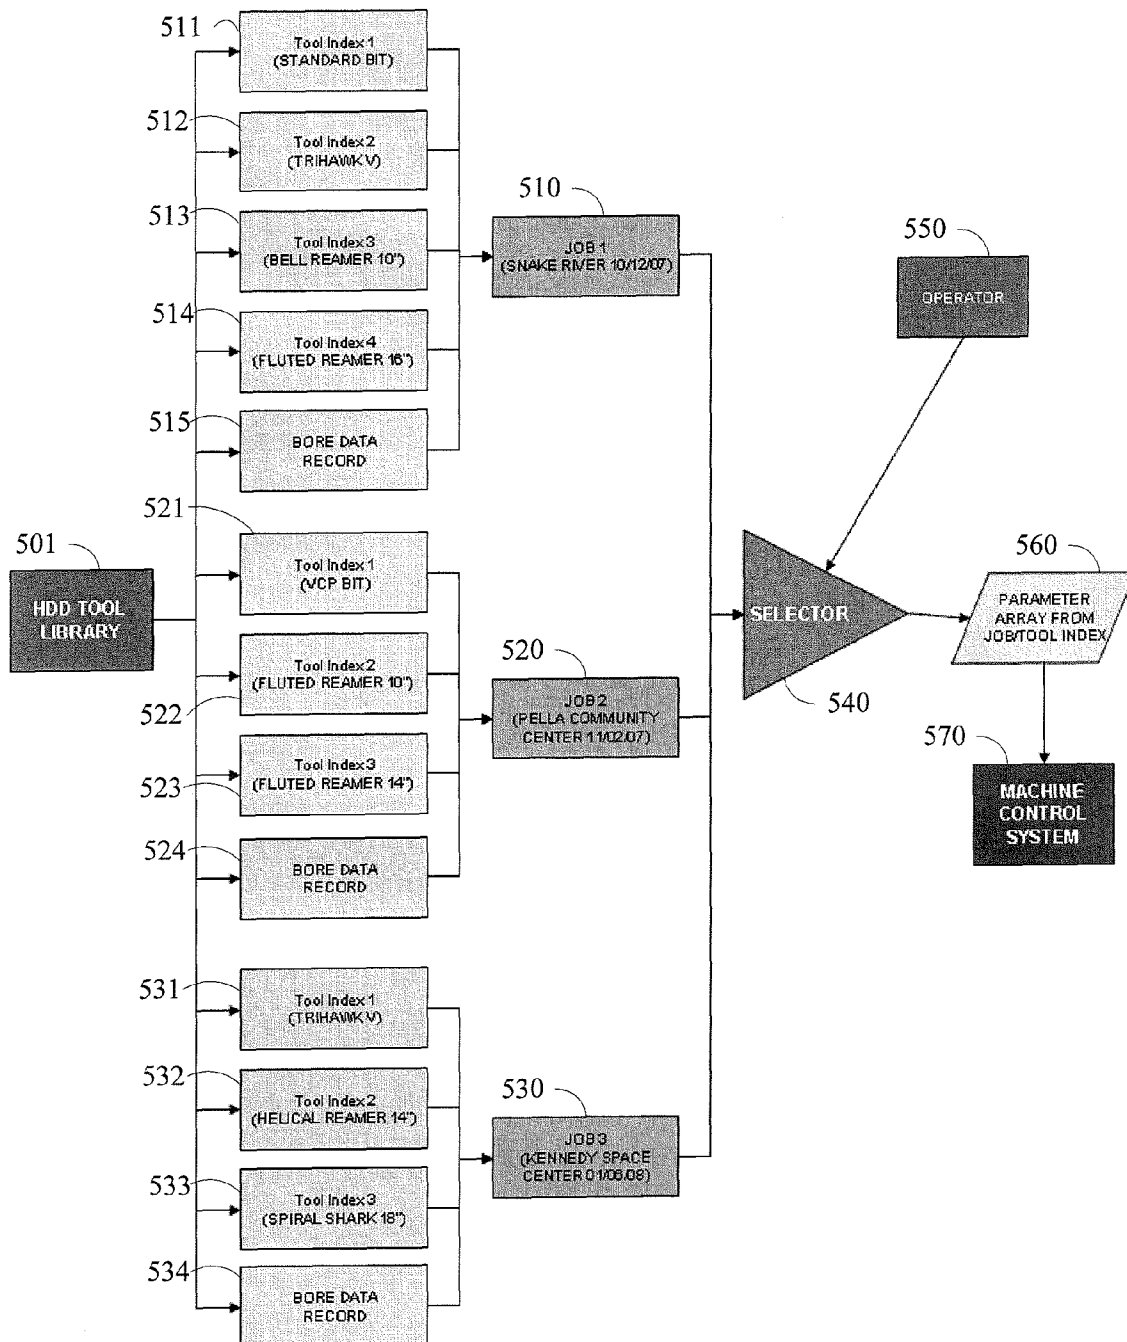 511
Tool Index 1
(STANDARD BIT)
512
Tool Index 2
(TRIHAWK V)
513
Tool Index 3
(BELL REAMER 10")
514
Tool Index 4
(FLUTED REAMER 16")
515
BORE DATA
RECORD
510
JOB 1
(SNAKE RIVER 10/12/07)
550
OPERATOR
501
HDD TOOL
LIBRARY
521
Tool Index 1
(VCP BIT)
522
Tool Index 2
(FLUTED REAMER 10")
523
Tool Index 3
(FLUTED REAMER 14")
524
BORE DATA
RECORD
520
JOB 2
(PELLA COMMUNITY
CENTER 11/02/07)
SELECTOR
540
560
PARAMETER
ARRAY FROM
JOB/TOOL INDEX
570
MACHINE
CONTROL
SYSTEM
531
Tool Index 1
(TRIHAWK V)
532
Tool Index 2
(HELICAL REAMER 14")
533
Tool Index 3
(SPIRAL SHARK 18")
534
BORE DATA
RECORD
530
JOB 3
(KENNEDY SPACE
CENTER 01/06/08)